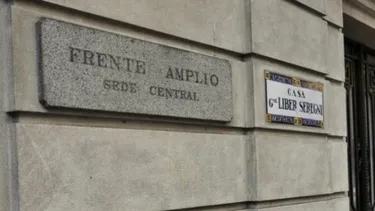 FRENTE AMPLIO
SEDE CENTRAL
CASA
Gral LIBER SEREGNI